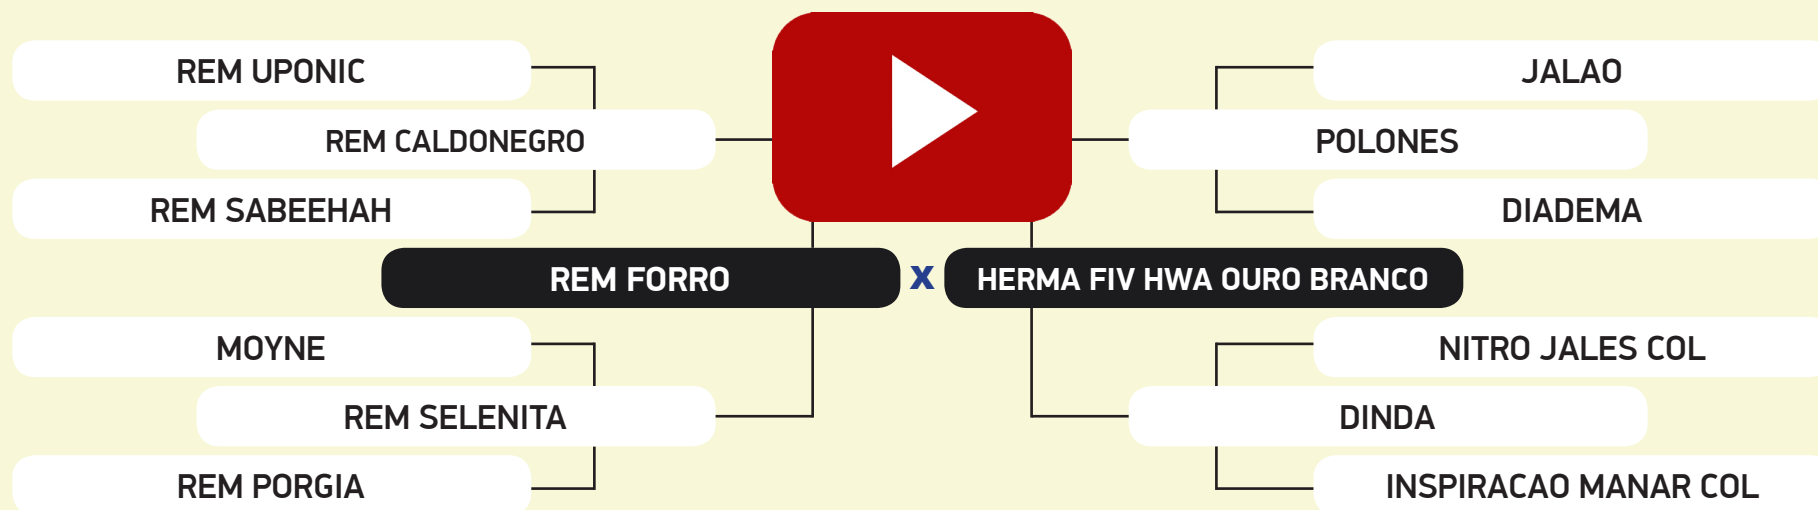 REM UPONIC
JALAO
REM CALDONEGRO
POLONES
REM SABEEHAH
DIADEMA
REM FORRO X HERMA FIV HWA OURO BRANCO
MOYNE
NITRO JALES COL
REM SELENITA
DINDA
REM PORGIA
INSPIRACAO MANAR COL